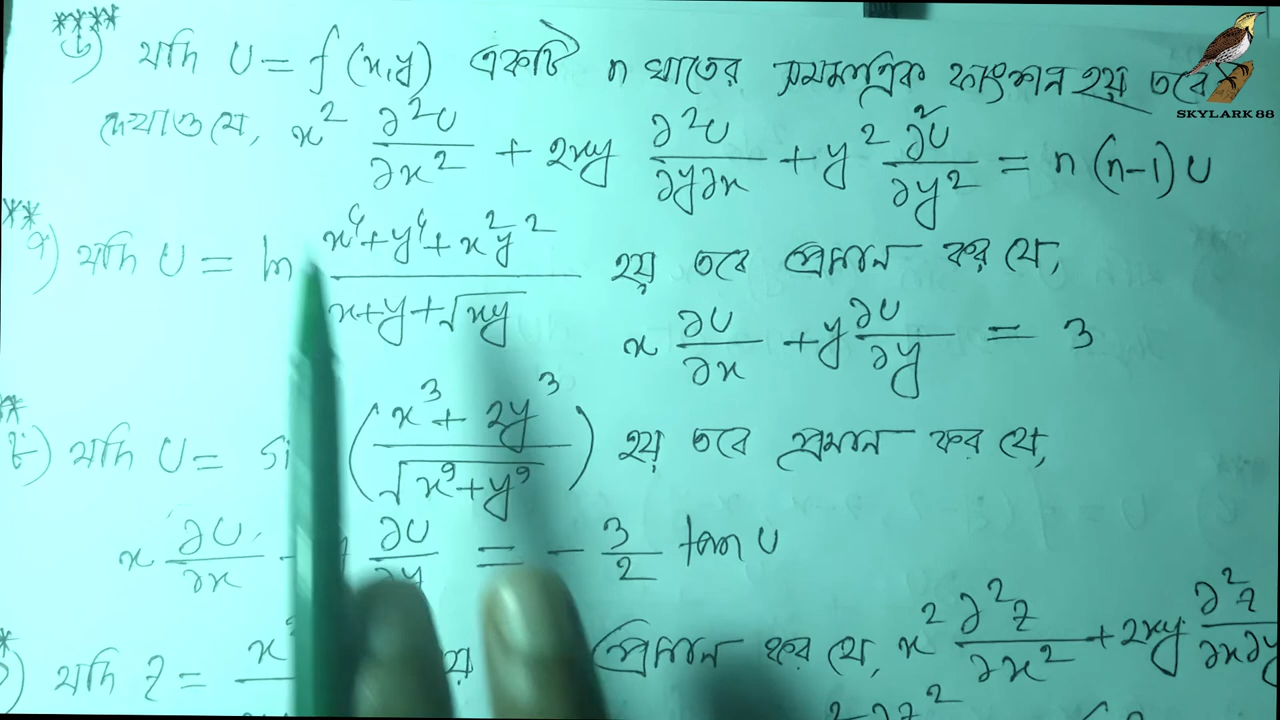 ****
৬) যদি U = f(x,y) একটি n ঘাতের সমমাত্রিক ফাংশন হয় তবে
SKYLARK 88
দেখাও যে, x² ∂²U/∂x² + 2xy ∂²U/∂y∂x + y² ∂²U/∂y² = n(n-1)U
**
৭) যদি U = ln (x⁴+y⁴+x²y²)/(x+y+√xy) হয় তবে প্রমান কর যে,
x ∂U/∂x + y ∂U/∂y = 3
৮) যদি U = (x³+2y³)/(√x⁹+y⁹) হয় তবে প্রমান কর যে,
x ∂U/∂x ∂U/∂y = -3/2 tan U
যদি z = প্রমান কর যে, x² ∂²z/∂x² + 2xy ∂²z/∂x∂y